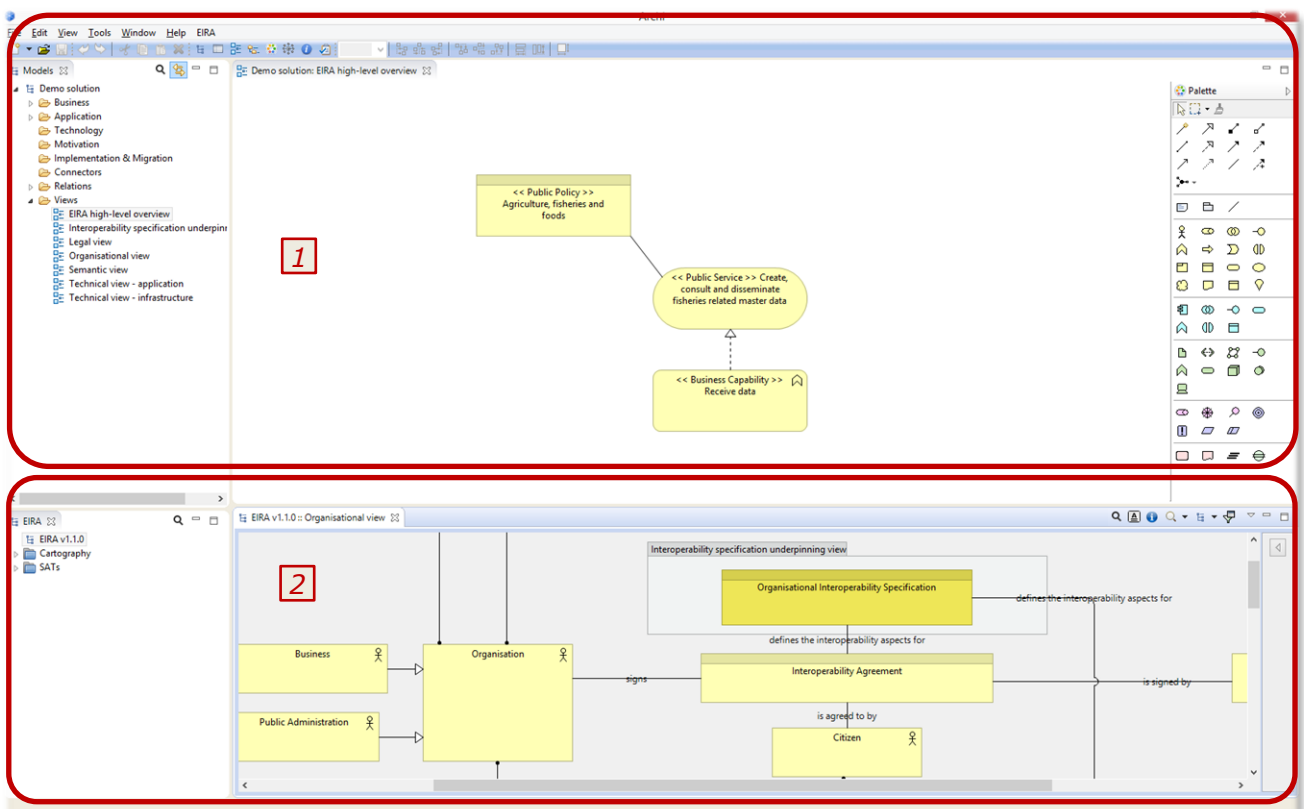 Archi
File Edit View Tools Window Help EIRA
Models
Demo solution: EIRA high-level overview
Demo solution
Business
Application
Technology
Motivation
Implementation & Migration
Connectors
Relations
Views
EIRA high-level overview
Interoperability specification underpinn
Legal view
Organisational view
Semantic view
Technical view - application
Technical view - infrastructure
1
<< Public Policy >>
Agriculture, fisheries and
foods
<< Public Service >> Create,
consult and disseminate
fisheries related master data
<< Business Capability >>
Receive data
Palette
EIRA
EIRA v1.1.0 :: Organisational view
EIRA v1.1.0
Cartography
SATs
2
Interoperability specification underpinning view
Organisational Interoperability Specification
defines the interoperability aspects for
defines the interoperability aspects for
Business
Organisation
Interoperability Agreement
signs
is signed by
Public Administration
is agreed to by
Citizen